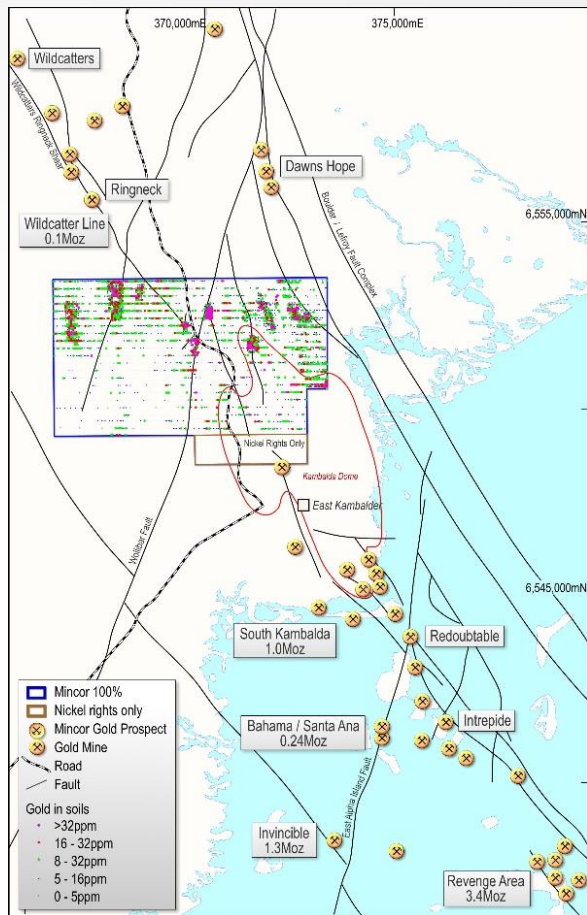 370,000mE
375,000mE
Wildcatters
Wildcatters Ringneck Shear
Dawns Hope
Ringneck
Wildcatter Line
0.1Moz
Boulder / Lefroy Fault Complex
6,555,000mN
Nickel Rights Only
Kambalda Dome
East Kambalder
Wollibar Fault
6,545,000mN
South Kambalda
1.0Moz
Redoubtable
Intrepide
Bahama / Santa Ana
0.24Moz
East Alpha Island Fault
Invincible
1.3Moz
Revenge Area
3.4Moz
Mincor 100%
Nickel rights only
Mincor Gold Prospect
Gold Mine
Road
Fault
Gold in soils
>32ppm
16 - 32ppm
8 - 32ppm
5 - 16ppm
0 - 5ppm